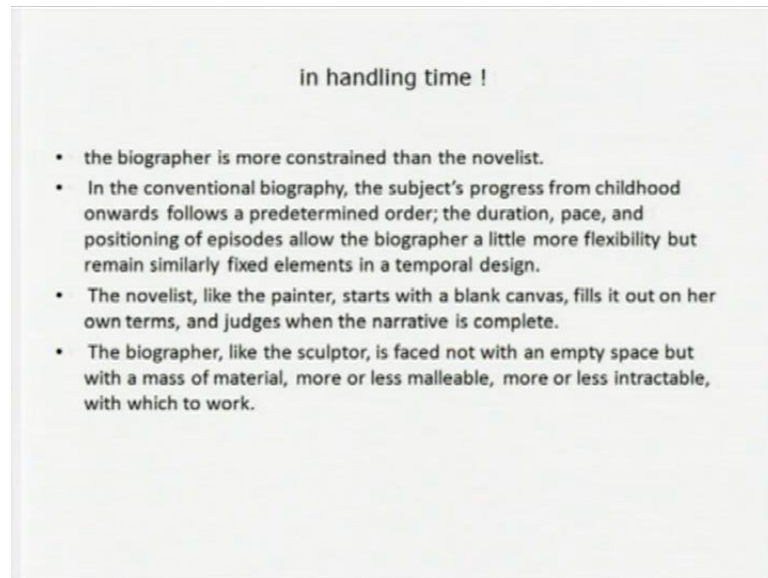 in handling time !
• the biographer is more constrained than the novelist.
• In the conventional biography, the subject's progress from childhood
onwards follows a predetermined order; the duration, pace, and
positioning of episodes allow the biographer a little more flexibility but
remain similarly fixed elements in a temporal design.
• The novelist, like the painter, starts with a blank canvas, fills it out on her
own terms, and judges when the narrative is complete.
• The biographer, like the sculptor, is faced not with an empty space but
with a mass of material, more or less malleable, more or less intractable,
with which to work.